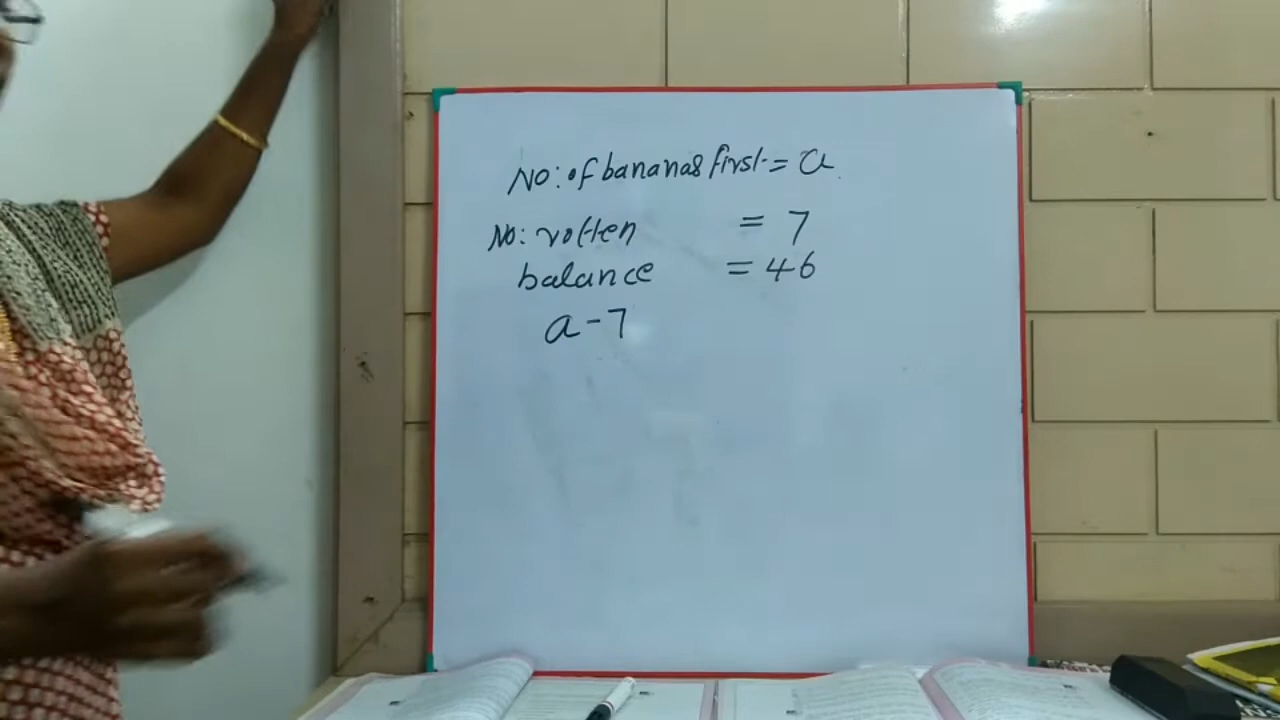 No: of bananas first = a
No: rotten = 7
balance = 46
a - 7